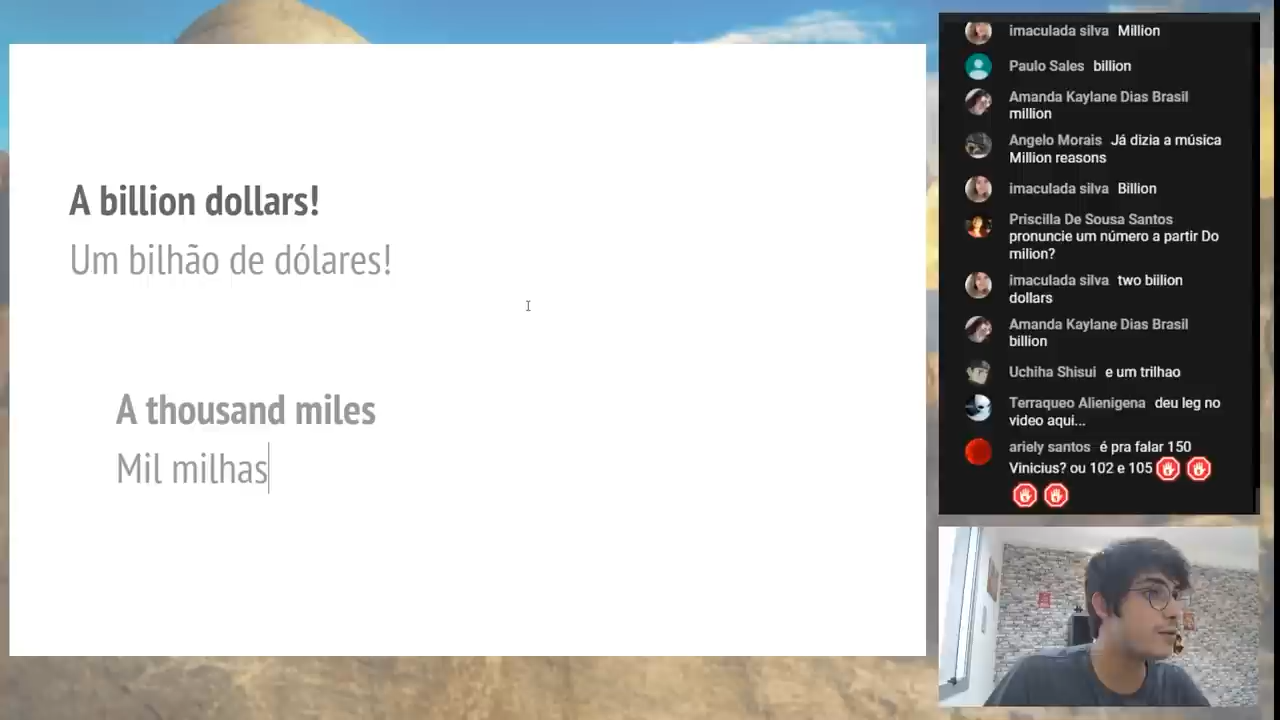 A billion dollars!
Um bilhão de dólares!
A thousand miles
Mil milhas
imaculada silva Million
Paulo Sales billion
Amanda Kaylane Dias Brasil
million
Angelo Morais Já dizia a música
Million reasons
imaculada silva Billion
Priscilla De Sousa Santos
pronuncie um número a partir Do
milion?
imaculada silva two biilion
dollars
Amanda Kaylane Dias Brasil
billion
Uchiha Shisui e um trilhao
Terraqueo Alienigena deu leg no
video aqui...
ariely santos é pra falar 150
Vinicius? ou 102 e 105